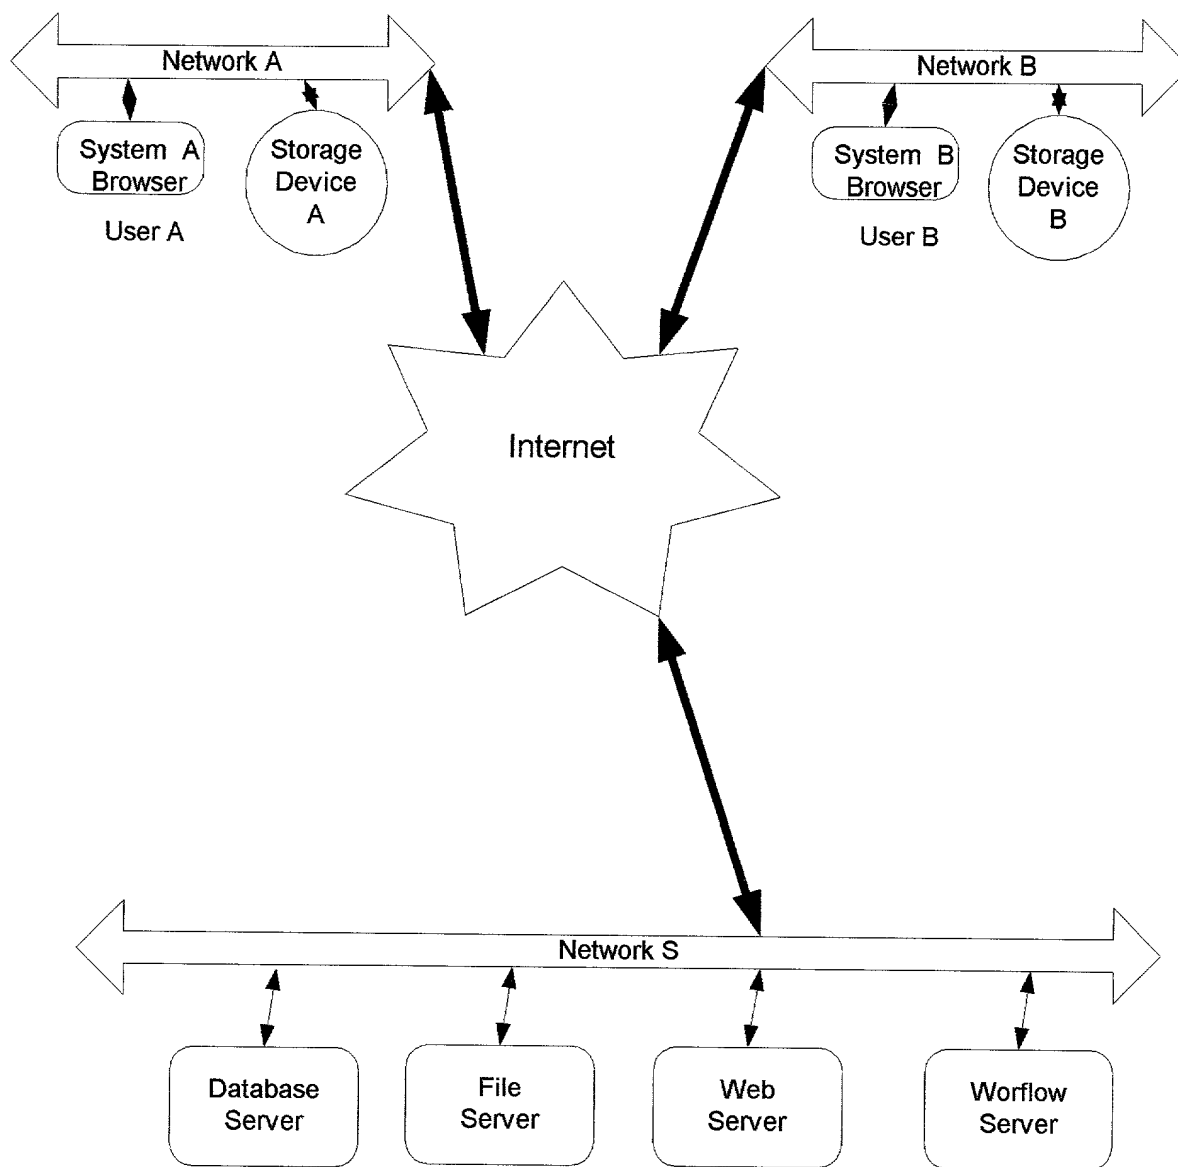 Network A
System A
Browser
User A
Storage
Device
A
Network B
System B
Browser
User B
Storage
Device
B
Internet
Network S
Database
Server
File
Server
Web
Server
Worflow
Server